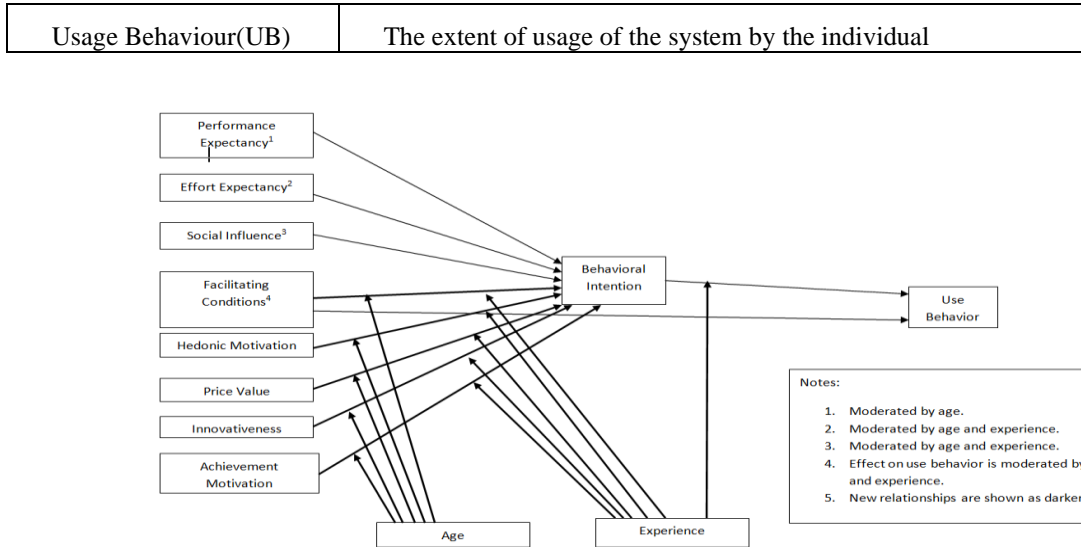 Usage Behaviour(UB) The extent of usage of the system by the individual
Performance
Expectancy1
Effort Expectancy2
Social Influence3
Facilitating
Conditions4
Hedonic Motivation
Price Value
Innovativeness
Achievement
Motivation
Behavioral
Intention
Use
Behavior
Age
Experience
Notes:
1. Moderated by age.
2. Moderated by age and experience.
3. Moderated by age and experience.
4. Effect on use behavior is moderated by
and experience.
5. New relationships are shown as darker